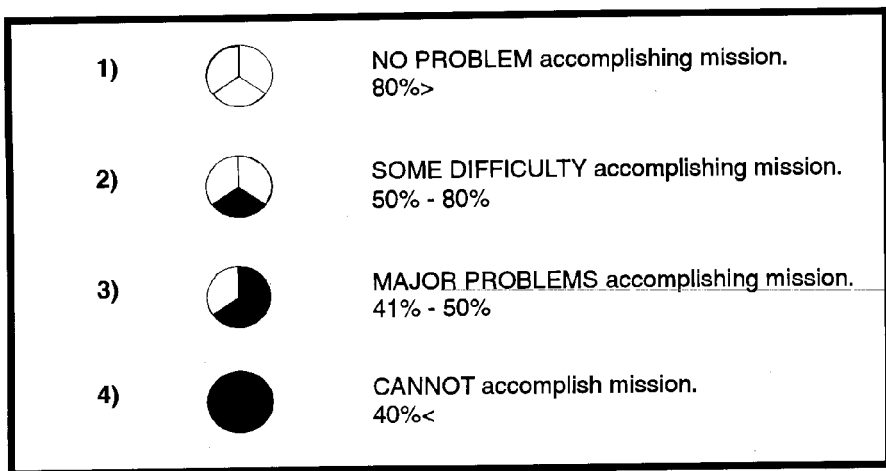 1) NO PROBLEM accomplishing mission.
80%>
2) SOME DIFFICULTY accomplishing mission.
50% - 80%
3) MAJOR PROBLEMS accomplishing mission.
41% - 50%
4) CANNOT accomplish mission.
40%<